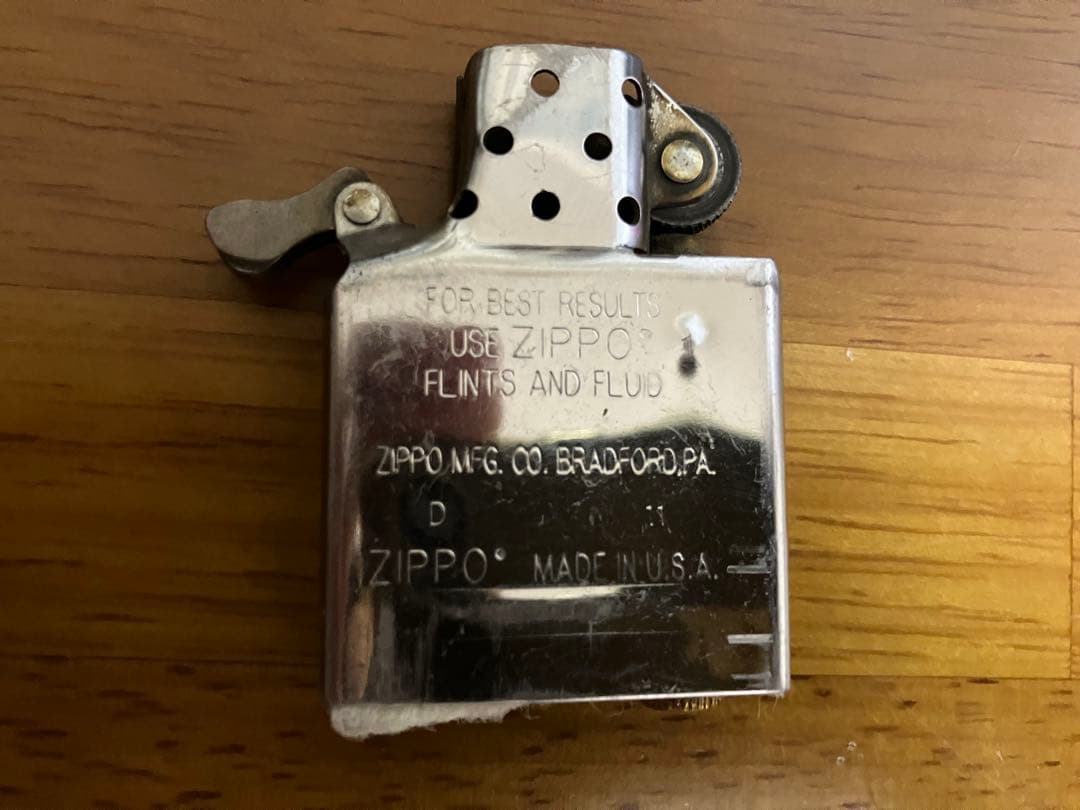 FOR BEST RESULTS
USE ZIPPO®
FLINTS AND FLUID
ZIPPO MFG. CO. BRADFORD, PA.
D 11
ZIPPO® MADE IN U.S.A.